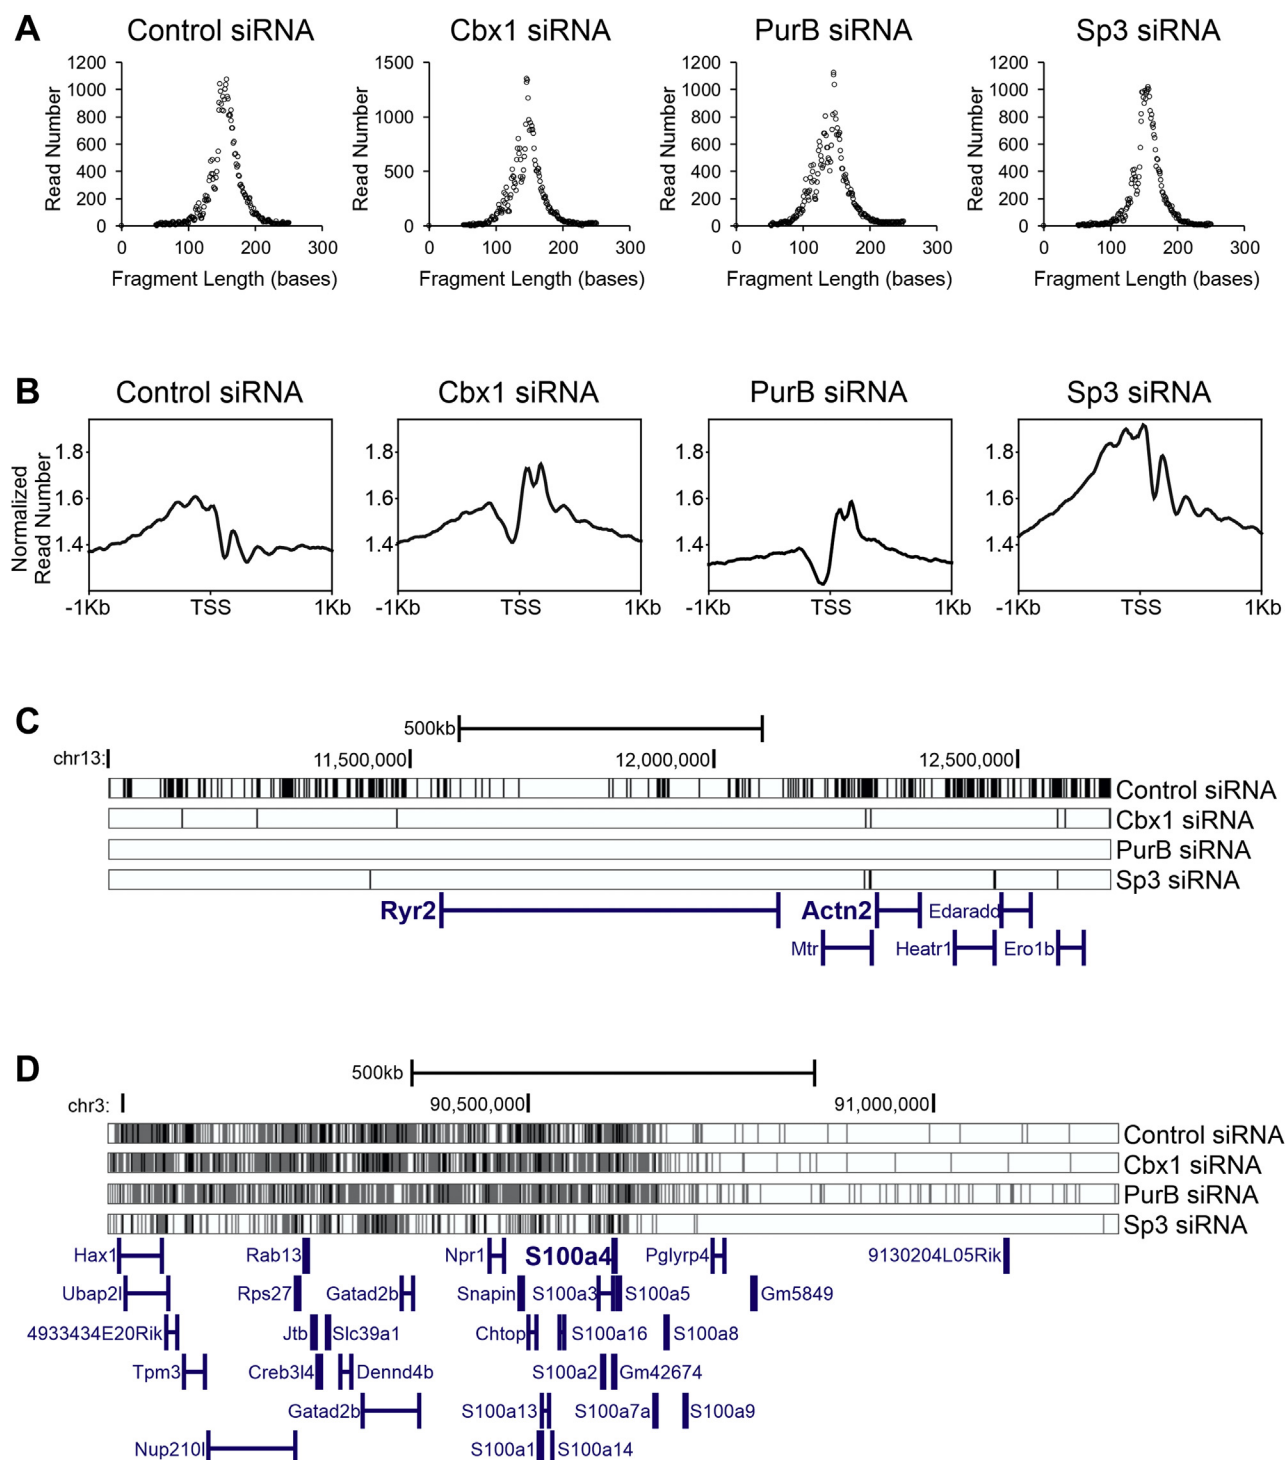 A
Control siRNA
Cbx1 siRNA
PurB siRNA
Sp3 siRNA
Read Number
1200
1000
800
600
400
200
0
0 100 200 300
Fragment Length (bases)
Read Number
1500
1000
500
0
0 100 200 300
Fragment Length (bases)
Read Number
1200
1000
800
600
400
200
0
0 100 200 300
Fragment Length (bases)
Read Number
1200
1000
800
600
400
200
0
0 100 200 300
Fragment Length (bases)
B
Control siRNA
Cbx1 siRNA
PurB siRNA
Sp3 siRNA
Normalized
Read Number
1.8
1.6
1.4
-1Kb TSS 1Kb
1.8
1.6
1.4
-1Kb TSS 1Kb
1.8
1.6
1.4
-1Kb TSS 1Kb
1.8
1.6
1.4
-1Kb TSS 1Kb
C
500kb
chr13: 11,500,000 12,000,000 12,500,000
Control siRNA
Cbx1 siRNA
PurB siRNA
Sp3 siRNA
Ryr2 Actn2 Edaradd
Mtr Heatr1 Ero1b
D
500kb
chr3: 90,500,000 91,000,000
Control siRNA
Cbx1 siRNA
PurB siRNA
Sp3 siRNA
Hax1 Rab13 Npr1 S100a4 Pglyrp4 9130204L05Rik
Ubap2l Rps27 Gatad2b Snapin S100a3 S100a5 Gm5849
4933434E20Rik Jtb Slc39a1 Chtop S100a16 S100a8
Tpm3 Creb3l4 Dennd4b S100a2 Gm42674
Gatad2b S100a13 S100a7a S100a9
Nup210l S100a1 S100a14